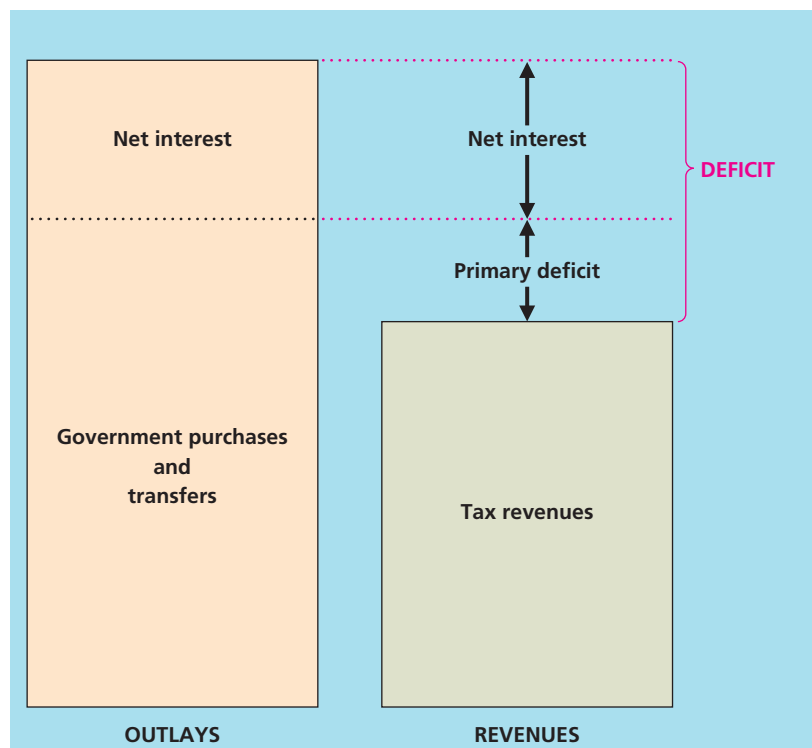 Net interest
Net interest
DEFICIT
Primary deficit
Government purchases
and
transfers
Tax revenues
OUTLAYS
REVENUES